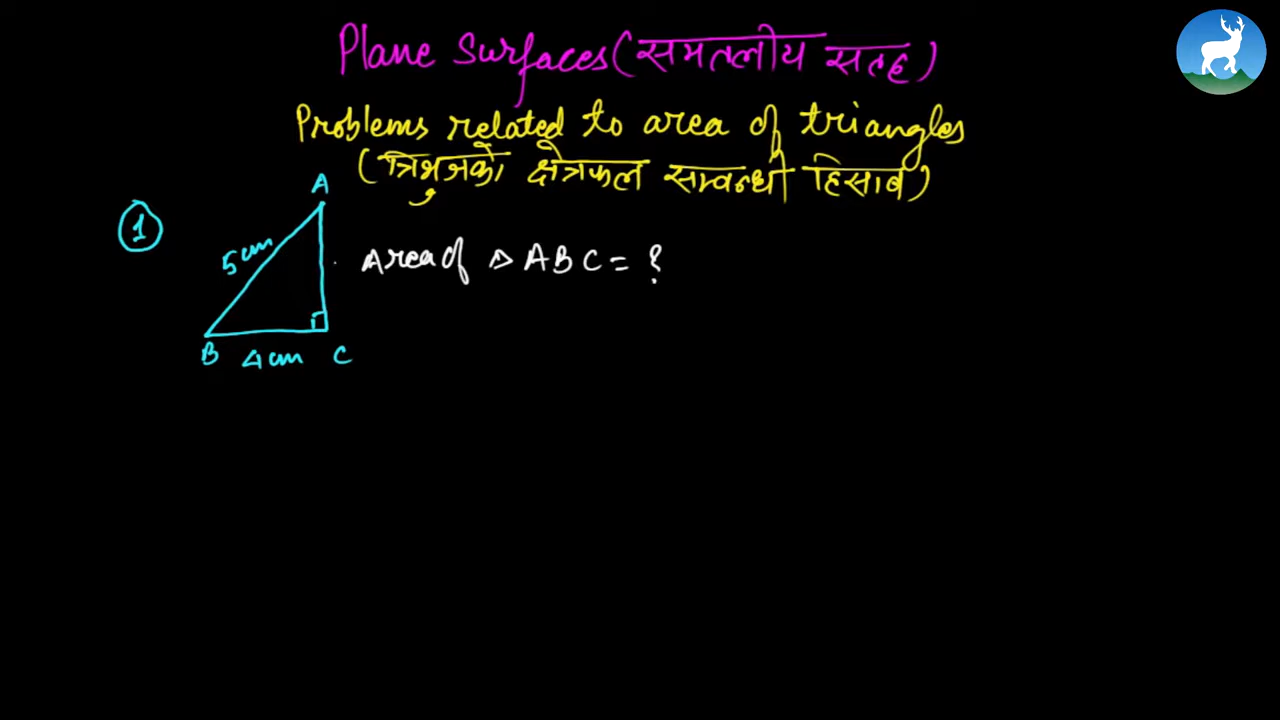 Plane Surfaces (समतलीय सतह)
Problems related to area of triangles
(त्रिभुजको क्षेत्रफल सम्बन्धी हिसाब)
1
A
5cm
Area of △ ABC = ?
B 4cm C